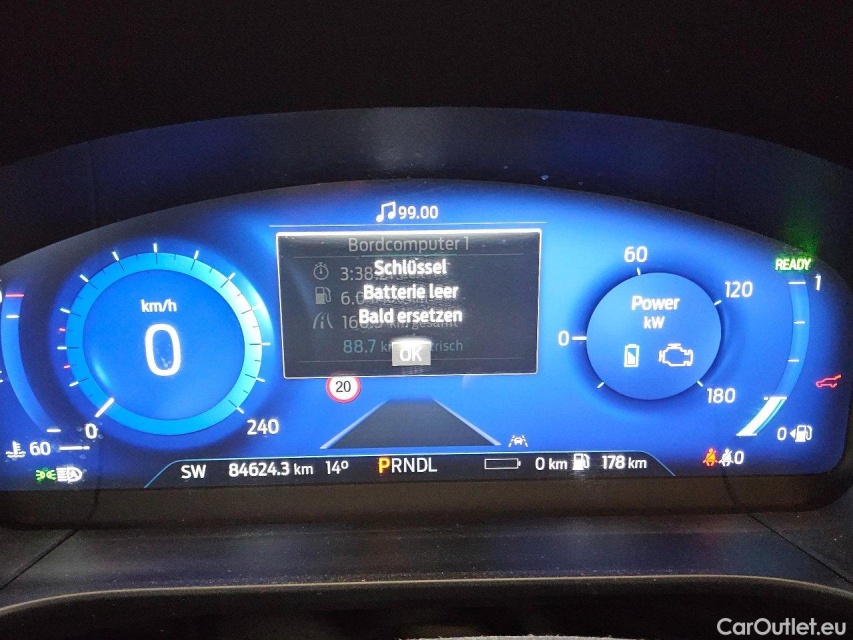 99.00
Bordcomputer 1
Schlüssel
Batterie leer
Bald ersetzen
OK
88.7
km/h
0
0
240
20
60
Power
kW
0
60
120
180
READY
1
0
60
SW 84624.3 km 14° PRNDL 0 km 178 km
0
CarOutlet.eu